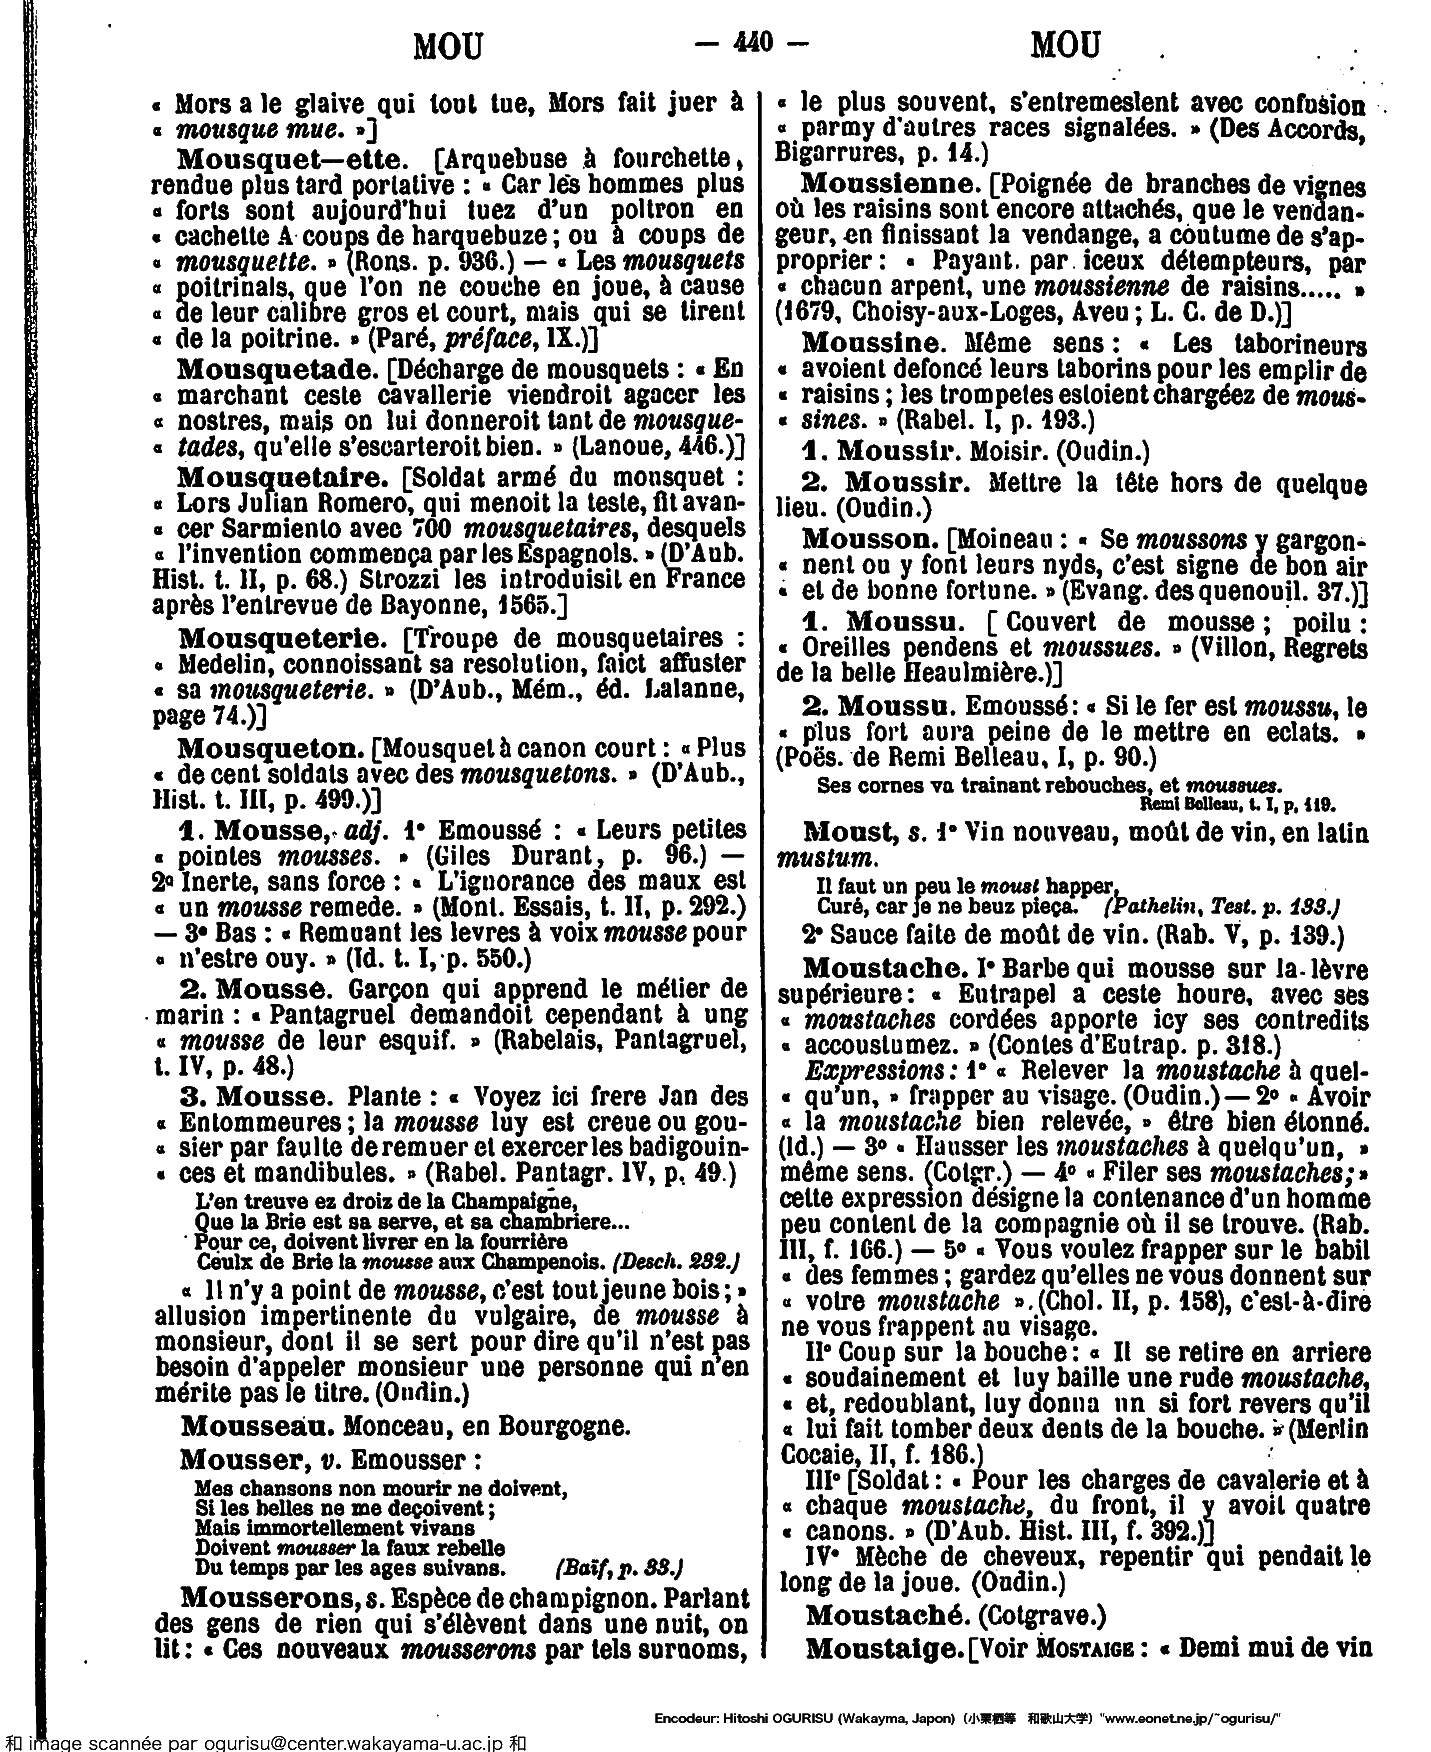 MOU — 440 — MOU
« Mors a le glaive qui tout tue, Mors fait juer à
« mousque mue. »]
Mousquet—ette. [Arquebuse à fourchette,
rendue plus tard portative : « Car les hommes plus
« forts sont aujourd'hui tuez d'un poltron en
« cachette A coups de harquebuze ; ou à coups de
« mousquette. » (Rons. p. 936.) — « Les mousquets
« poitrinals, que l'on ne couche en joue, à cause
« de leur calibre gros et court, mais qui se tirent
« de la poitrine. » (Paré, préface, IX.)]
Mousquetade. [Décharge de mousquets : « En
« marchant ceste cavallerie viendroit agacer les
« nostres, mais on lui donneroit tant de mousque-
« tades, qu'elle s'escarteroit bien. » (Lanoue, 446.)]
Mousquetaire. [Soldat armé du mousquet :
« Lors Julian Romero, qui menoit la teste, fit avan-
« cer Sarmiento avec 700 mousquetaires, desquels
« l'invention commença par les Espagnols. » (D'Aub.
Hist. t. II, p. 68.) Strozzi les introduisit en France
après l'entrevue de Bayonne, 1565.]
Mousqueterie. [Troupe de mousquetaires :
« Medelin, connoissant sa resolution, faict affuster
« sa mousqueterie. » (D'Aub., Mém., éd. Lalanne,
page 74.)]
Mousqueton. [Mousquet à canon court : « Plus
« de cent soldats avec des mousquetons. » (D'Aub.,
Hist. t. III, p. 499.)]
1. Mousse, adj. 1° Emoussé : « Leurs petites
« pointes mousses. » (Giles Durant, p. 96.) —
2° Inerte, sans force : « L'ignorance des maux est
« un mousse remede. » (Mont. Essais, t. II, p. 292.)
— 3° Bas : « Remuant les levres à voix mousse pour
« n'estre ouy. » (Id. t. I, p. 550.)
2. Mousse. Garçon qui apprend le métier de
marin : « Pantagruel demandoit cependant à ung
« mousse de leur esquif. » (Rabelais, Pantagruel,
t. IV, p. 48.)
3. Mousse. Plante : « Voyez ici frere Jan des
« Entommeures ; la mousse luy est creue ou gou-
« sier par faulte de remuer et exercer les badigouin-
« ces et mandibules. » (Rabel. Pantagr. IV, p. 49.)
L'en treuve ez droiz de la Champaigne,
Que la Brie est sa serve, et sa chambriere...
Pour ce, doivent livrer en la fourrière
Ceulx de Brie la mousse aux Champenois. (Desch. 232.)
« Il n'y a point de mousse, c'est tout jeune bois ; »
allusion impertinente du vulgaire, de mousse à
monsieur, dont il se sert pour dire qu'il n'est pas
besoin d'appeler monsieur une personne qui n'en
mérite pas le titre. (Oudin.)
Mousseau. Monceau, en Bourgogne.
Mousser, v. Emousser :
Mes chansons non mourir ne doivent,
Si les belles ne me deçoivent ;
Mais immortellement vivans
Doivent mousser la faux rebelle
Du temps par les ages suivans. (Baïf, p. 33.)
Mousserons, s. Espèce de champignon. Parlant
des gens de rien qui s'élèvent dans une nuit, on
lit : « Ces nouveaux mousserons par tels surnoms,
« le plus souvent, s'entremeslent avec confusion
« parmy d'autres races signalées. » (Des Accords,
Bigarrures, p. 14.)
Moussienne. [Poignée de branches de vignes
où les raisins sont encore attachés, que le vendan-
geur, en finissant la vendange, a coutume de s'ap-
proprier : « Payant par iceux détempteurs, par
« chacun arpent, une moussienne de raisins..... »
(1679, Choisy-aux-Loges, Aveu ; L. C. de D.)]
Moussine. Même sens : « Les taborineurs
« avoient defoncé leurs taborins pour les emplir de
« raisins ; les trompetes estoient chargéez de mous-
« sines. » (Rabel. I, p. 193.)
1. Moussir. Moisir. (Oudin.)
2. Moussir. Mettre la tête hors de quelque
lieu. (Oudin.)
Mousson. [Moineau : « Se moussons y gargon-
« nent ou y font leurs nyds, c'est signe de bon air
« et de bonne fortune. » (Evang. des quenouil. 37.)]
1. Moussu. [Couvert de mousse ; poilu :
« Oreilles pendens et moussues. » (Villon, Regrets
de la belle Heaulmière.)]
2. Moussu. Emoussé : « Si le fer est moussu, le
« plus fort aura peine de le mettre en eclats. »
(Poës. de Remi Belleau, I, p. 90.)
Ses cornes va trainant rebouches, et moussues.
Remi Belleau, t. I, p. 119.
Moust, s. 1° Vin nouveau, moût de vin, en latin
mustum.
Il faut un peu le moust happer,
Curé, car je ne beuz pieça. (Pathelin, Test. p. 133.)
2° Sauce faite de moût de vin. (Rab. V, p. 139.)
Moustache. I° Barbe qui mousse sur la lèvre
supérieure : « Eutrapel a ceste houre, avec ses
« moustaches cordées apporte icy ses contredits
« accoustumez. » (Contes d'Eutrap. p. 318.)
Expressions : 1° « Relever la moustache à quel-
« qu'un, » frapper au visage. (Oudin.) — 2° « Avoir
« la moustache bien relevée, » être bien étonné.
(Id.) — 3° « Hausser les moustaches à quelqu'un, »
même sens. (Cotgr.) — 4° « Filer ses moustaches; »
cette expression désigne la contenance d'un homme
peu content de la compagnie où il se trouve. (Rab.
III, f. 166.) — 5° « Vous voulez frapper sur le babil
« des femmes ; gardez qu'elles ne vous donnent sur
« votre moustache ». (Chol. II, p. 158), c'est-à-dire
ne vous frappent au visage.
II° Coup sur la bouche : « Il se retire en arriere
« soudainement et luy baille une rude moustache,
« et, redoublant, luy donna un si fort revers qu'il
« lui fait tomber deux dents de la bouche. » (Merlin
Cocaie, II, f. 186.)
III° [Soldat : « Pour les charges de cavalerie et à
« chaque moustache, du front, il y avoit quatre
« canons. » (D'Aub. Hist. III, f. 392.)]
IV° Mèche de cheveux, repentir qui pendait le
long de la joue. (Oudin.)
Moustaché. (Cotgrave.)
Moustaige. [Voir MOSTAIGE : « Demi mui de vin
Encodeur: Hitoshi OGURISU (Wakayma, Japon) (小栗栖等 和歌山大学) "www.eonet.ne.jp/~ogurisu/"
和 image scannée par ogurisu@center.wakayama-u.ac.jp 和